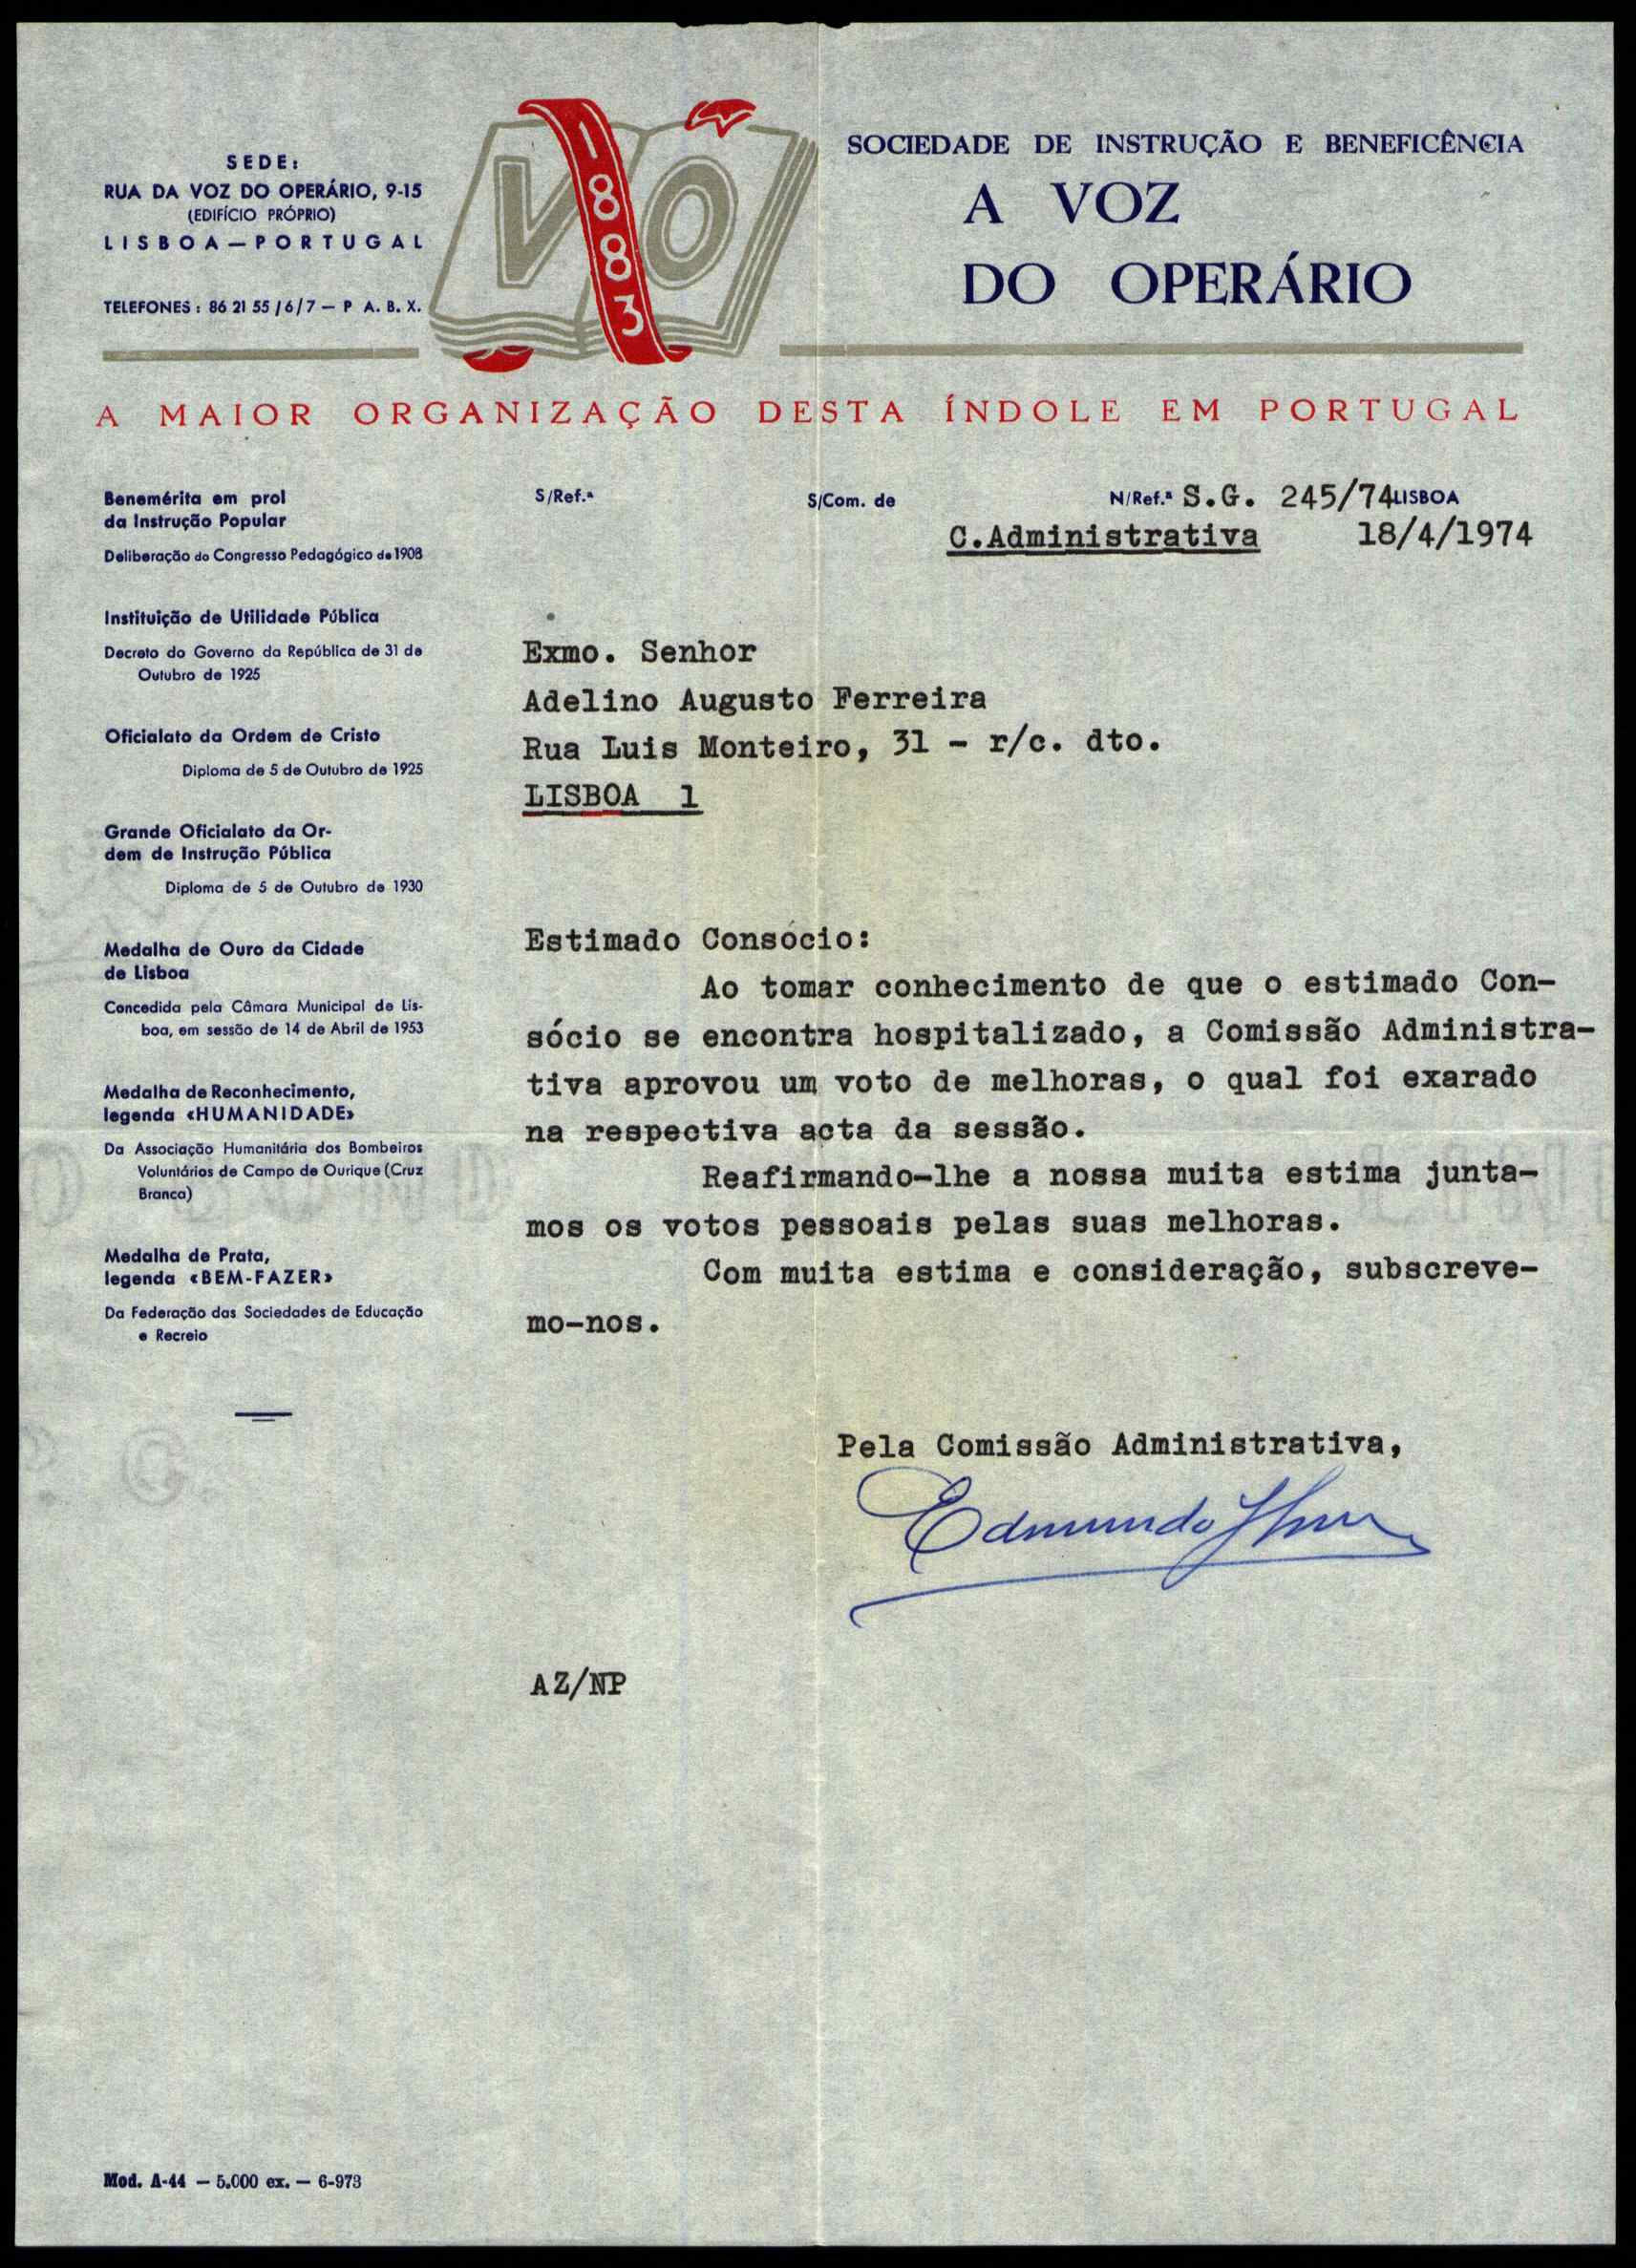 SEDE:
RUA DA VOZ DO OPERÁRIO, 9-15
(EDIFÍCIO PRÓPRIO)
LISBOA — PORTUGAL
TELEFONES: 86 21 55 /6/7 — P A. B. X.
VO
1883
SOCIEDADE DE INSTRUÇÃO E BENEFICÊNCIA
A VOZ
DO OPERÁRIO
A MAIOR ORGANIZAÇÃO DESTA ÍNDOLE EM PORTUGAL
Benemérita em prol
da Instrução Popular
Deliberação do Congresso Pedagógico de 1908
Instituição de Utilidade Pública
Decreto do Governo da República de 31 de
Outubro de 1925
Oficialato da Ordem de Cristo
Diploma de 5 de Outubro de 1925
Grande Oficialato da Or-
dem de Instrução Pública
Diploma de 5 de Outubro de 1930
Medalha de Ouro da Cidade
de Lisboa
Concedida pela Câmara Municipal de Lis-
boa, em sessão de 14 de Abril de 1953
Medalha de Reconhecimento,
legenda «HUMANIDADE»
Da Associação Humanitária dos Bombeiros
Voluntários de Campo de Ourique (Cruz
Branca)
Medalha de Prata,
legenda «BEM-FAZER»
Da Federação das Sociedades de Educação
e Recreio
S/Ref.ª S/Com. de N/Ref.ª S.G. 245/74 LISBOA
C.Administrativa 18/4/1974
Exmo. Senhor
Adelino Augusto Ferreira
Rua Luis Monteiro, 31 - r/c. dto.
LISBOA 1
Estimado Consócio:
Ao tomar conhecimento de que o estimado Con-
sócio se encontra hospitalizado, a Comissão Administra-
tiva aprovou um voto de melhoras, o qual foi exarado
na respectiva acta da sessão.
Reafirmando-lhe a nossa muita estima junta-
mos os votos pessoais pelas suas melhoras.
Com muita estima e consideração, subscreve-
mo-nos.
Pela Comissão Administrativa,
Edmundo
AZ/NP
Mod. A-44 — 5.000 ex. — 6-973